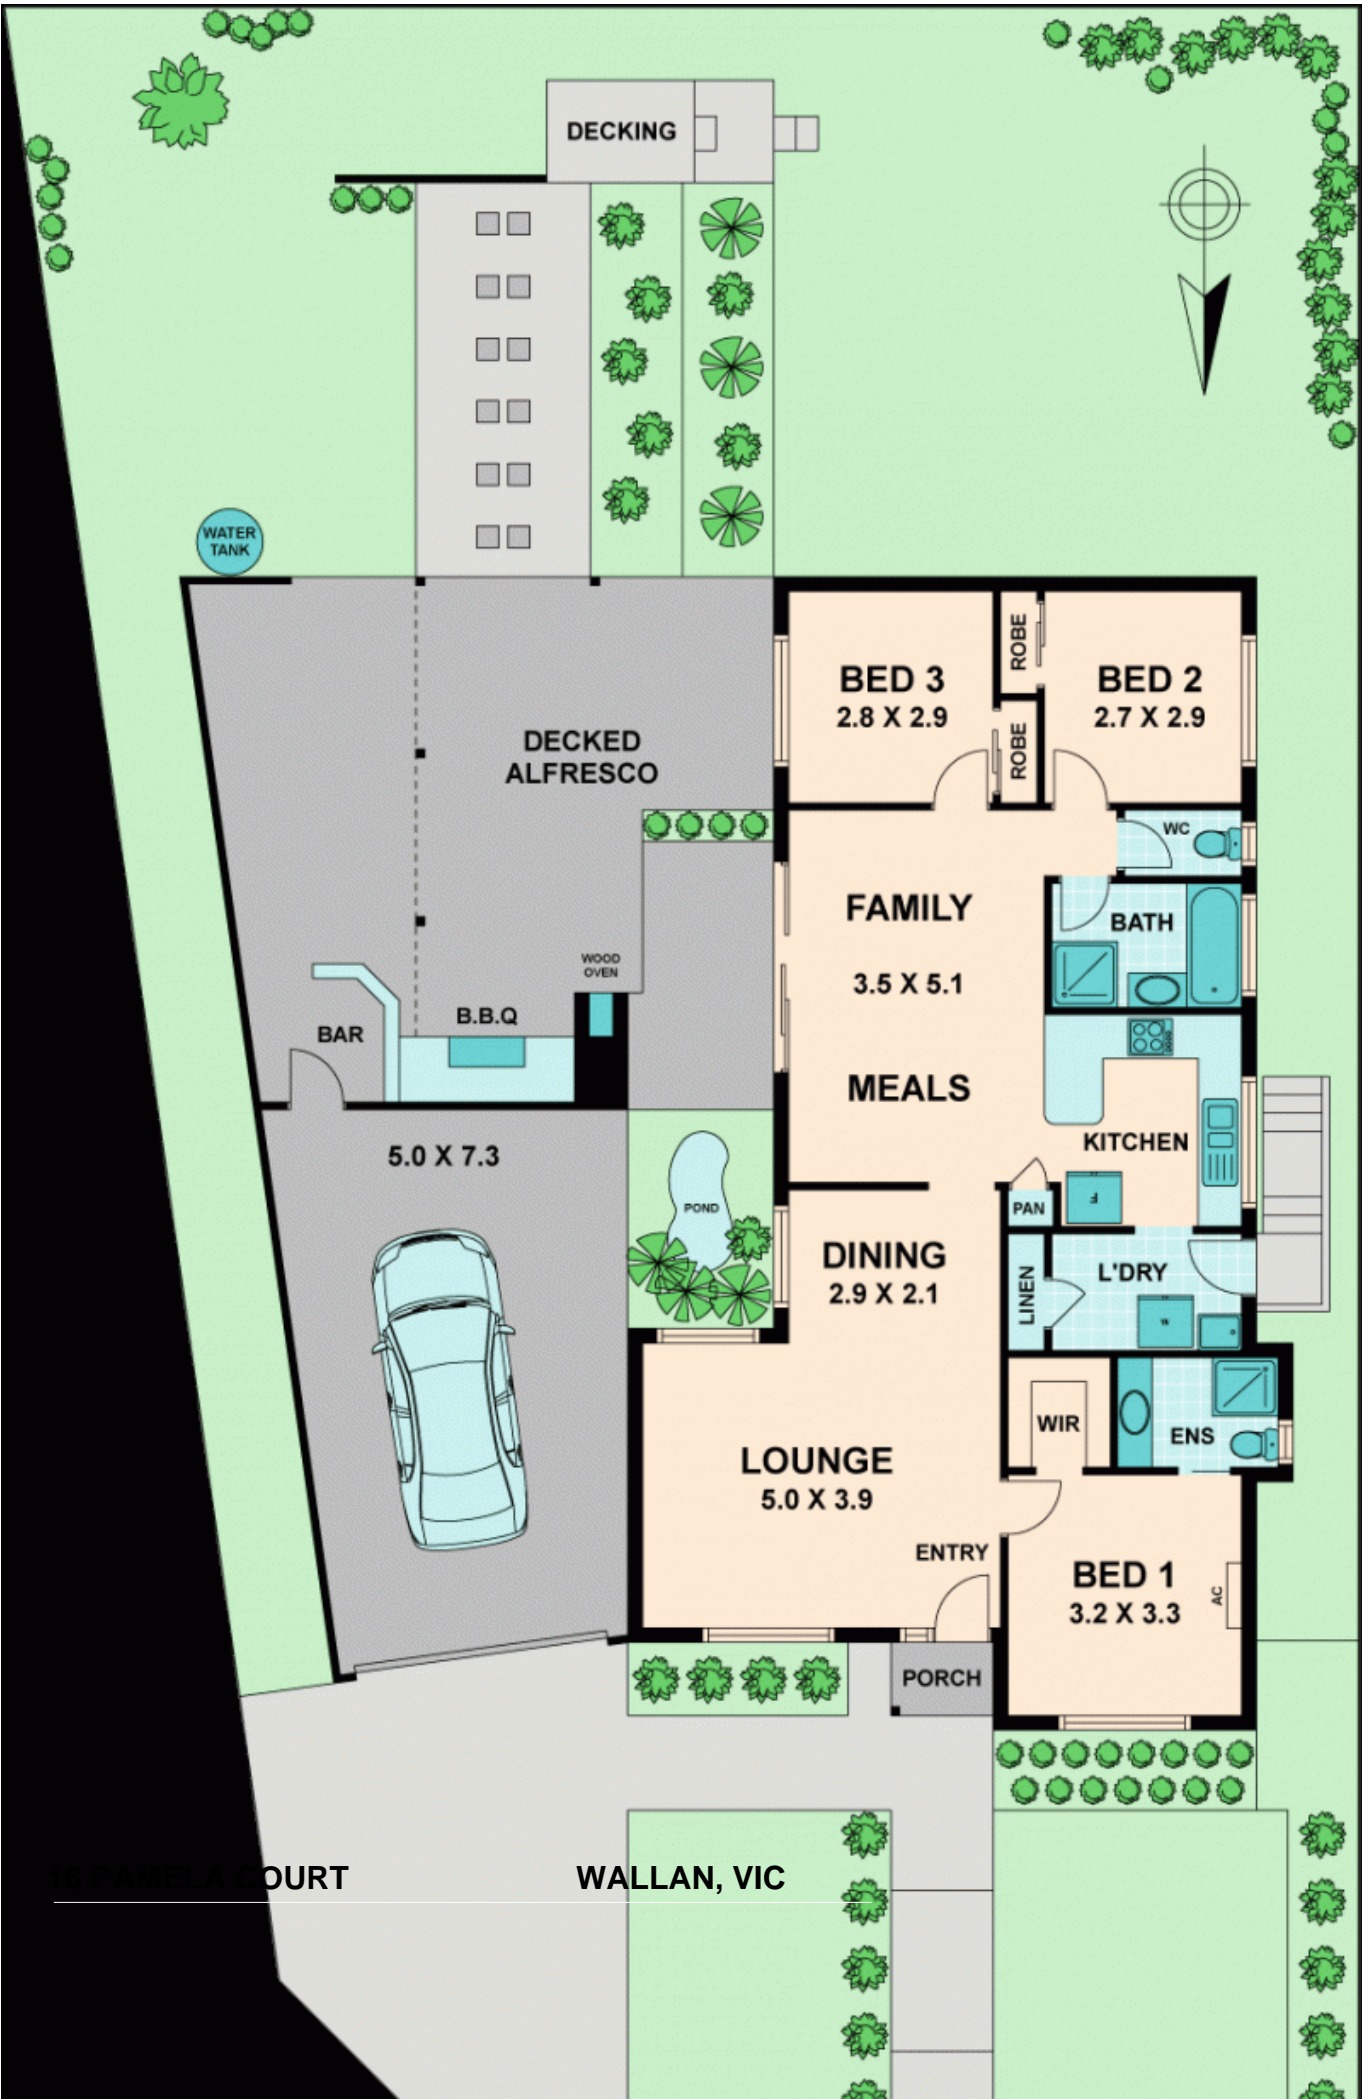 DECKING
WATER
TANK
BED 3
2.8 X 2.9
ROBE
ROBE
BED 2
2.7 X 2.9
DECKED
ALFRESCO
WC
FAMILY
3.5 X 5.1
BATH
WOOD
OVEN
B.B.Q
BAR
MEALS
KITCHEN
5.0 X 7.3
F
PAN
POND
DINING
2.9 X 2.1
LINEN
L'DRY
W
WIR
ENS
LOUNGE
5.0 X 3.9
ENTRY
BED 1
3.2 X 3.3
AC
PORCH
16 PAMELA COURT WALLAN, VIC